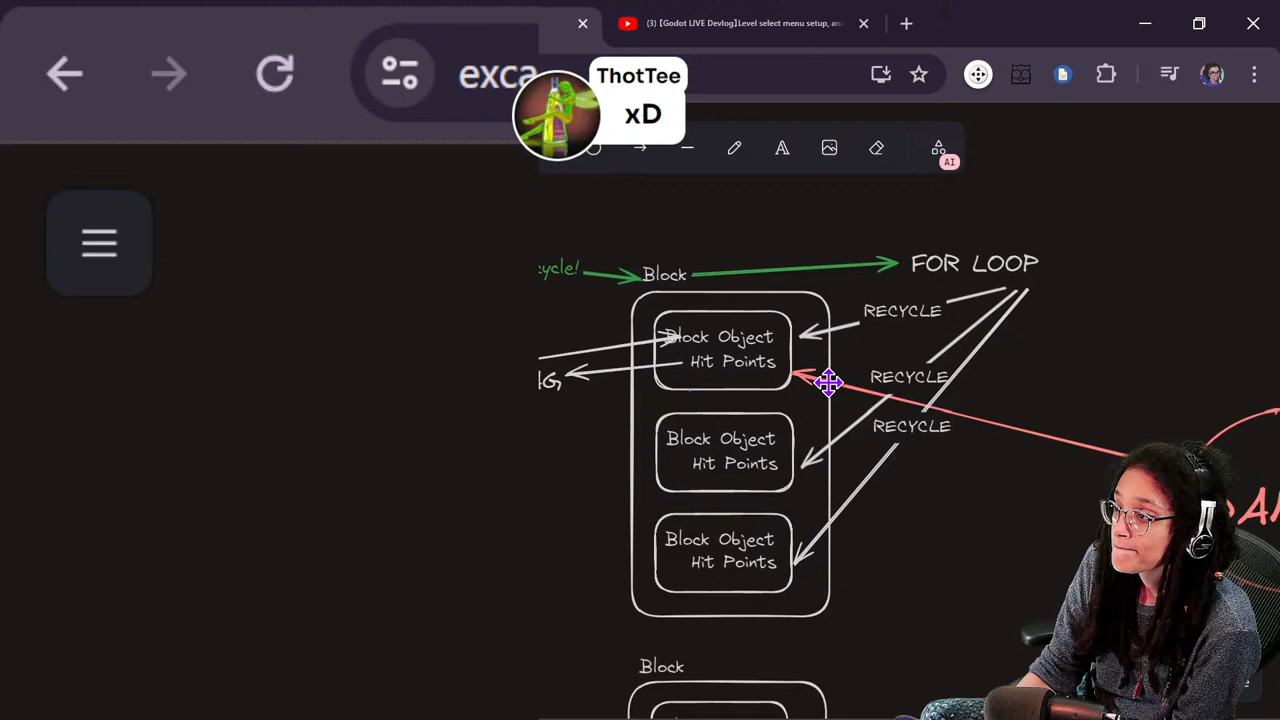 (3) [Godot LIVE Devlog]Level select menu setup, an
exca
ThotTee
xD
AI
cycle!
Block
FOR LOOP
RECYCLE
Block Object
Hit Points
RECYCLE
RECYCLE
Block Object
Hit Points
Block Object
Hit Points
Block